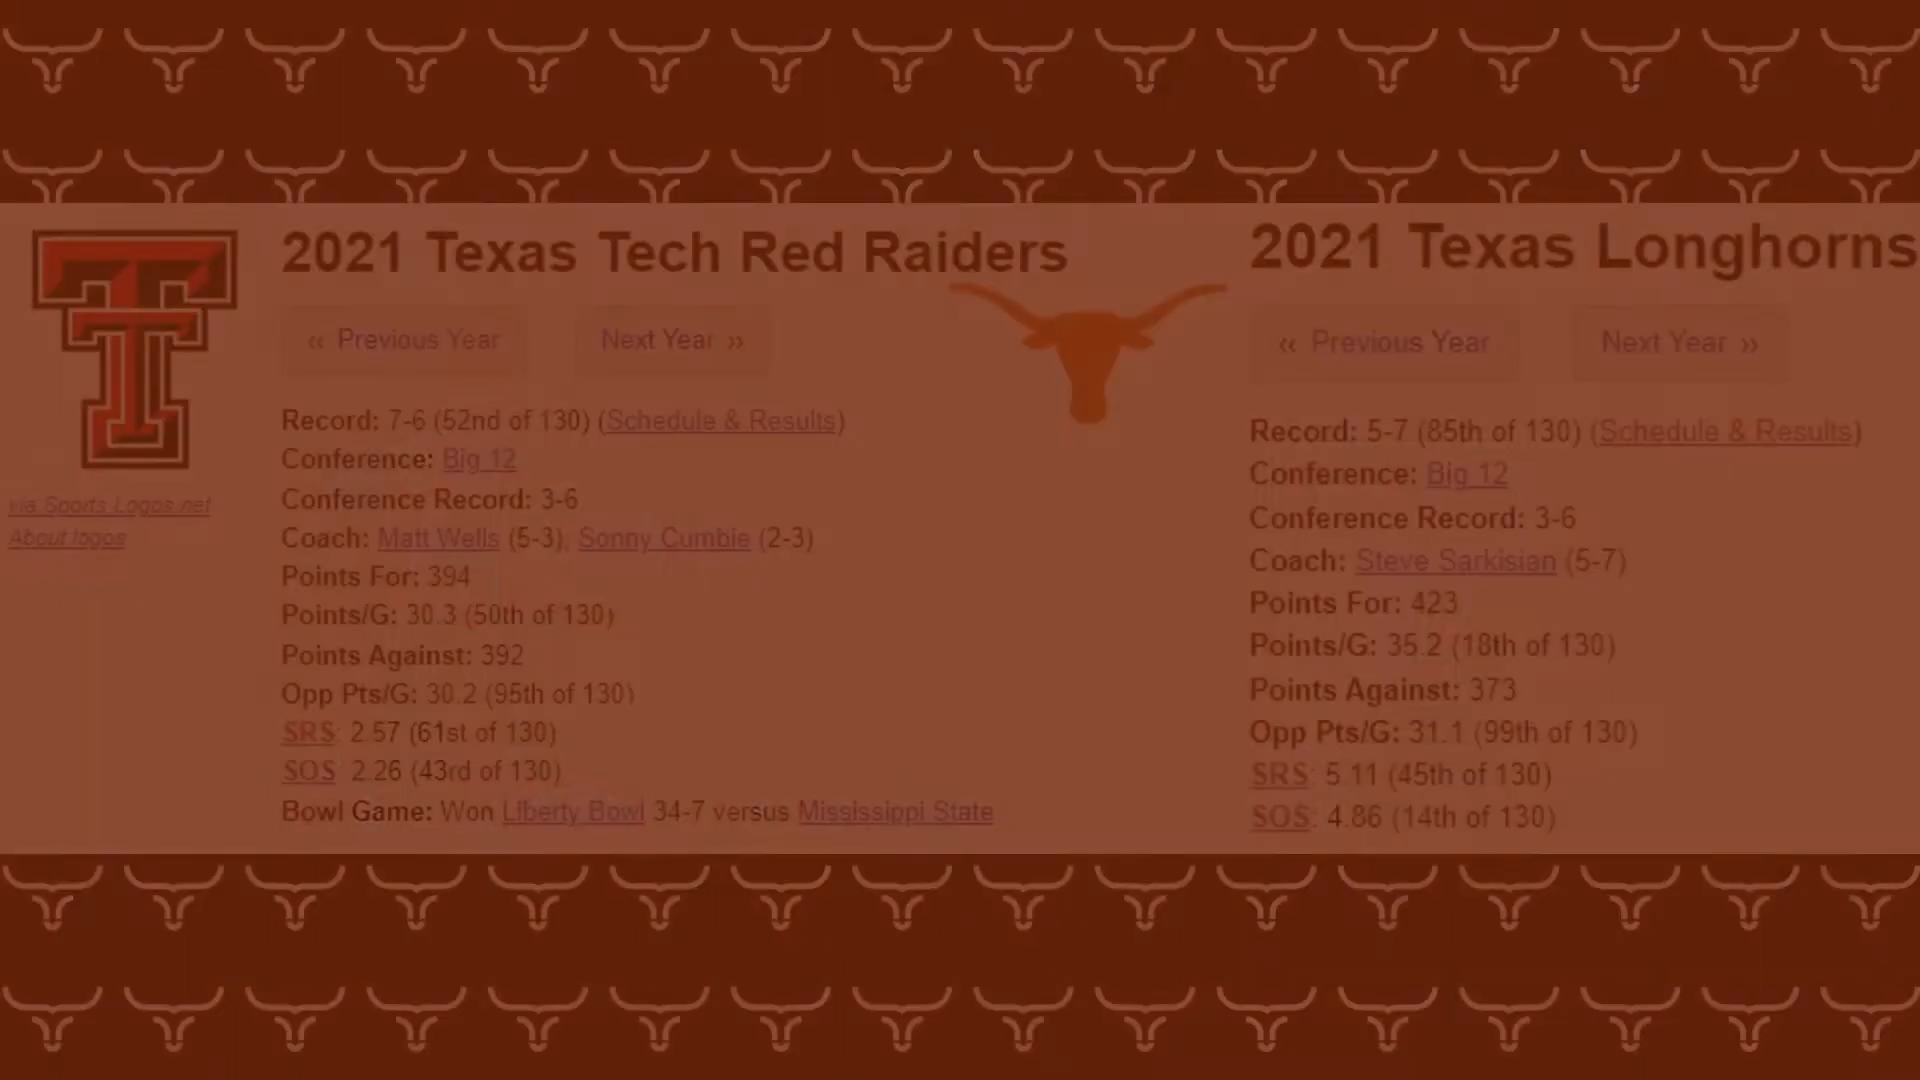 2021 Texas Tech Red Raiders
‹‹ Previous Year
Next Year ››
Record: 7-6 (52nd of 130) (Schedule & Results)
Conference: Big 12
Conference Record: 3-6
Coach: Matt Wells (5-3), Sonny Cumbie (2-3)
Points For: 394
Points/G: 30.3 (50th of 130)
Points Against: 392
Opp Pts/G: 30.2 (95th of 130)
SRS: 2.57 (61st of 130)
SOS: 2.26 (43rd of 130)
Bowl Game: Won Liberty Bowl 34-7 versus Mississippi State
via Sports Logos.net
About logos
2021 Texas Longhorns
‹‹ Previous Year
Next Year ››
Record: 5-7 (85th of 130) (Schedule & Results)
Conference: Big 12
Conference Record: 3-6
Coach: Steve Sarkisian (5-7)
Points For: 423
Points/G: 35.2 (18th of 130)
Points Against: 373
Opp Pts/G: 31.1 (99th of 130)
SRS: 5.11 (45th of 130)
SOS: 4.86 (14th of 130)